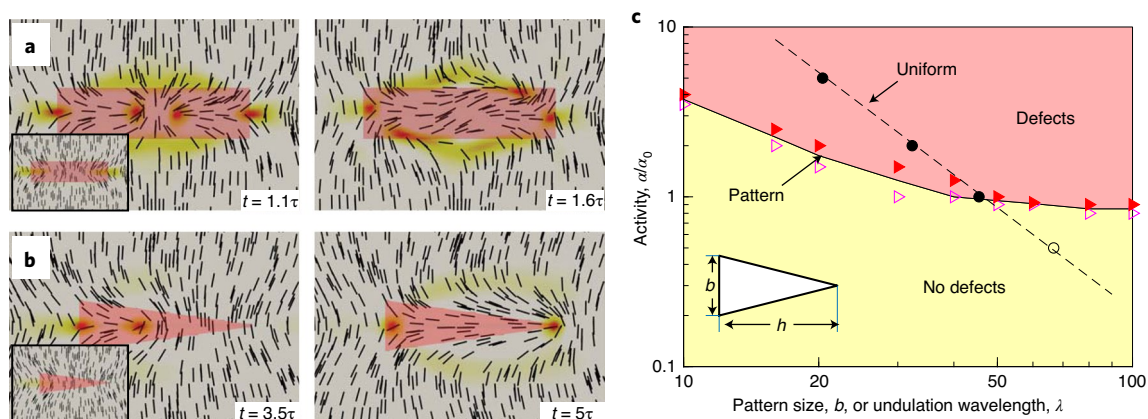 a
t = 1.1τ
t = 1.6τ
b
t = 3.5τ
t = 5τ
c
10
1
0.1
Activity, α/α0
Uniform
Defects
Pattern
No defects
b
h
10
20
50
100
Pattern size, b, or undulation wavelength, λ